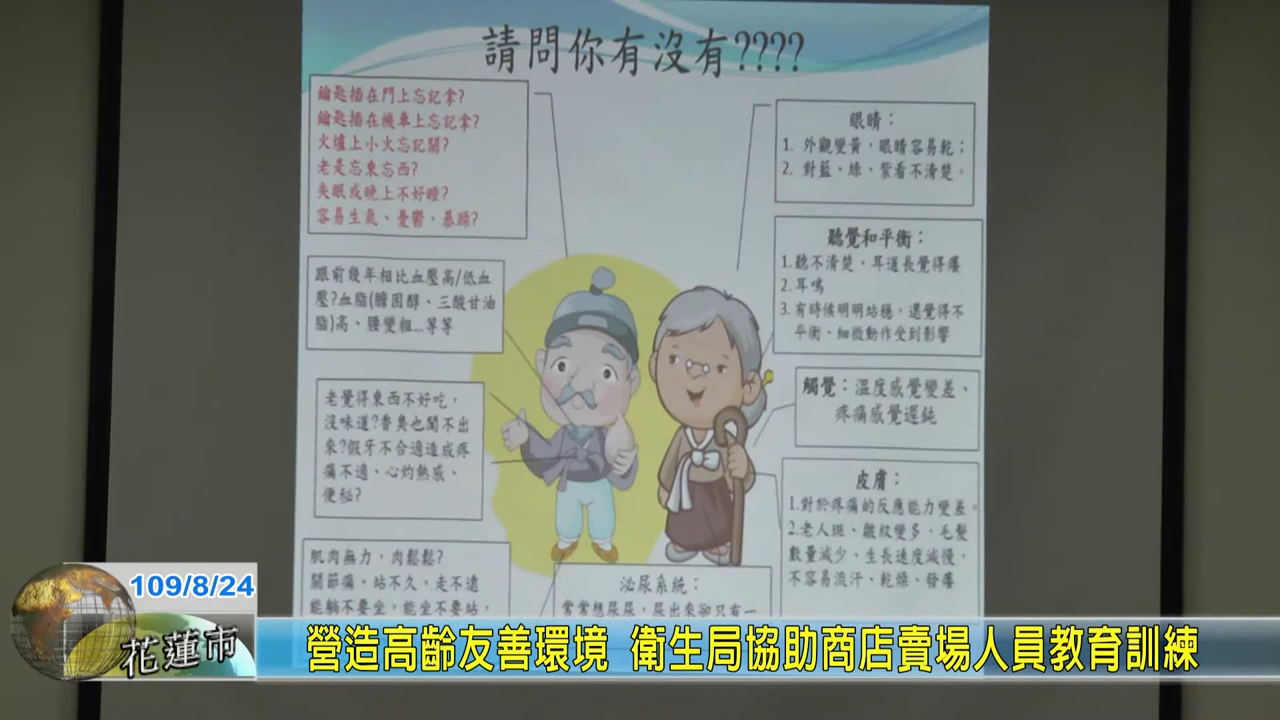 請問你有沒有????
鑰匙插在門上忘記拿?
鑰匙插在機車上忘記拿?
火爐上小火忘記關?
老是忘東忘西?
失眠或晚上不好睡?
容易生氣、憂鬱、暴躁?
跟前幾年相比血壓高/低血
壓?血脂(膽固醇、三酸甘油
脂)高、腰變粗...等等
老覺得東西不好吃，
沒味道?香臭也聞不出
來?假牙不合適造成疼
痛不適、心灼熱感、
便秘?
肌肉無力，肉鬆鬆?
關節痛、站不久、走不遠
能躺不要坐，能坐不要站，
眼睛：
1. 外觀變黃，眼睛容易乾；
2. 對藍、綠、紫看不清楚。
聽覺和平衡：
1.聽不清楚、耳道長覺得癢
2.耳鳴
3.有時候明明站穩，還覺得不
平衡、細微動作受到影響
觸覺：溫度感覺變差、
疼痛感覺遲鈍
皮膚：
1.對於疼痛的反應能力變差。
2.老人斑、皺紋變多，毛髮
數量減少、生長速度減慢，
不容易流汗、乾燥、發癢
泌尿系統：
常常想尿尿，尿出來卻只有一
109/8/24
花蓮市
營造高齡友善環境 衛生局協助商店賣場人員教育訓練